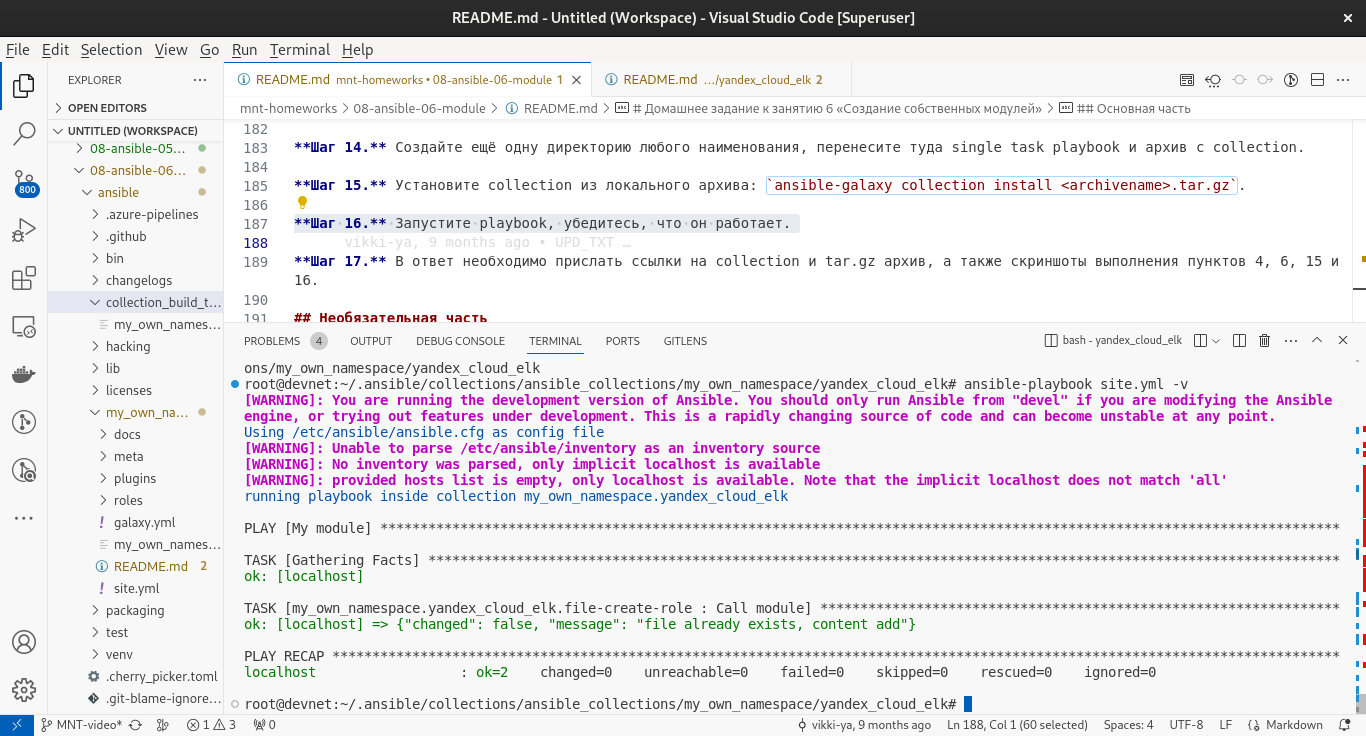 README.md - Untitled (Workspace) - Visual Studio Code [Superuser]
File Edit Selection View Go Run Terminal Help
EXPLORER
README.md mnt-homeworks • 08-ansible-06-module 1
README.md …/yandex_cloud_elk 2
OPEN EDITORS
mnt-homeworks > 08-ansible-06-module > README.md > # Домашнее задание к занятию 6 «Создание собственных модулей» > ## Основная часть
UNTITLED (WORKSPACE)
08-ansible-05…
08-ansible-06…
ansible
.azure-pipelines
.github
bin
changelogs
collection_build_t…
my_own_names…
hacking
lib
licenses
my_own_na…
docs
meta
plugins
roles
galaxy.yml
my_own_names…
README.md 2
site.yml
packaging
test
venv
.cherry_picker.toml
.git-blame-ignore…
800
182
183 **Шаг 14.** Создайте ещё одну директорию любого наименования, перенесите туда single task playbook и архив c collection.
184
185 **Шаг 15.** Установите collection из локального архива: `ansible-galaxy collection install <archivename>.tar.gz`.
186
187 **Шаг·16.**·Запустите·playbook,·убедитесь,·что·он·работает.
188 vikki-ya, 9 months ago • UPD_TXT …
189 **Шаг 17.** В ответ необходимо прислать ссылки на collection и tar.gz архив, а также скриншоты выполнения пунктов 4, 6, 15 и
16.
190
191 ## Необязательная часть
PROBLEMS 4 OUTPUT DEBUG CONSOLE TERMINAL PORTS GITLENS bash - yandex_cloud_elk
ons/my_own_namespace/yandex_cloud_elk
root@devnet:~/.ansible/collections/ansible_collections/my_own_namespace/yandex_cloud_elk# ansible-playbook site.yml -v
[WARNING]: You are running the development version of Ansible. You should only run Ansible from "devel" if you are modifying the Ansible
engine, or trying out features under development. This is a rapidly changing source of code and can become unstable at any point.
Using /etc/ansible/ansible.cfg as config file
[WARNING]: Unable to parse /etc/ansible/inventory as an inventory source
[WARNING]: No inventory was parsed, only implicit localhost is available
[WARNING]: provided hosts list is empty, only localhost is available. Note that the implicit localhost does not match 'all'
running playbook inside collection my_own_namespace.yandex_cloud_elk
PLAY [My module] ************************************************************************************************************************
TASK [Gathering Facts] ******************************************************************************************************************
ok: [localhost]
TASK [my_own_namespace.yandex_cloud_elk.file-create-role : Call module] *****************************************************************
ok: [localhost] => {"changed": false, "message": "file already exists, content add"}
PLAY RECAP ******************************************************************************************************************************
localhost : ok=2 changed=0 unreachable=0 failed=0 skipped=0 rescued=0 ignored=0
root@devnet:~/.ansible/collections/ansible_collections/my_own_namespace/yandex_cloud_elk#
MNT-video* 1 3 0 vikki-ya, 9 months ago Ln 188, Col 1 (60 selected) Spaces: 4 UTF-8 LF Markdown